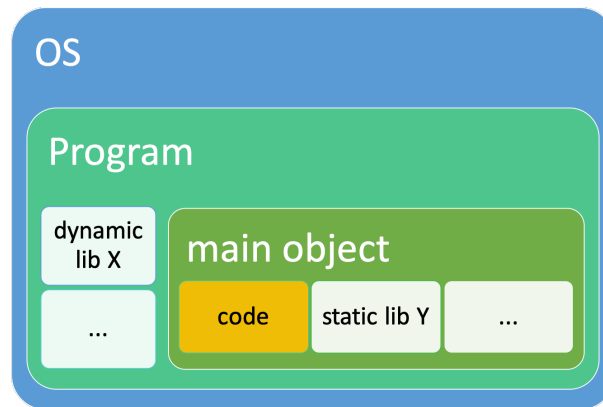 OS
Program
dynamic
lib X
...
main object
code
static lib Y
...